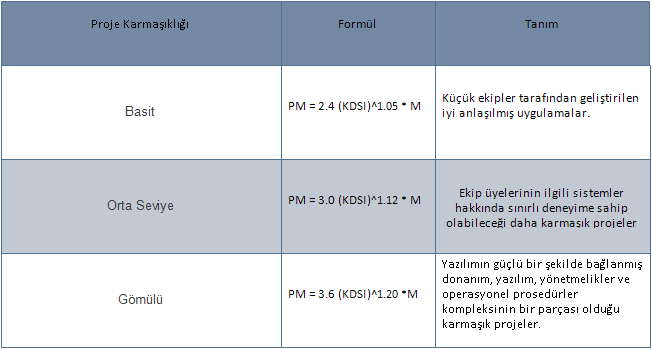 Proje Karmaşıklığı Formül Tanım
Basit
PM = 2.4 (KDSI)^1.05 * M
Küçük ekipler tarafından geliştirilen
iyi anlaşılmış uygulamalar.
Orta Seviye
PM = 3.0 (KDSI)^1.12 * M
Ekip üyelerinin ilgili sistemler
hakkında sınırlı deneyime sahip
olabileceği daha karmaşık projeler
Gömülü
PM = 3.6 (KDSI)^1.20 *M
Yazılımın güçlü bir şekilde bağlanmış
donanım, yazılım, yönetmelikler ve
operasyonel prosedürler
kompleksinin bir parçası olduğu
karmaşık projeler.